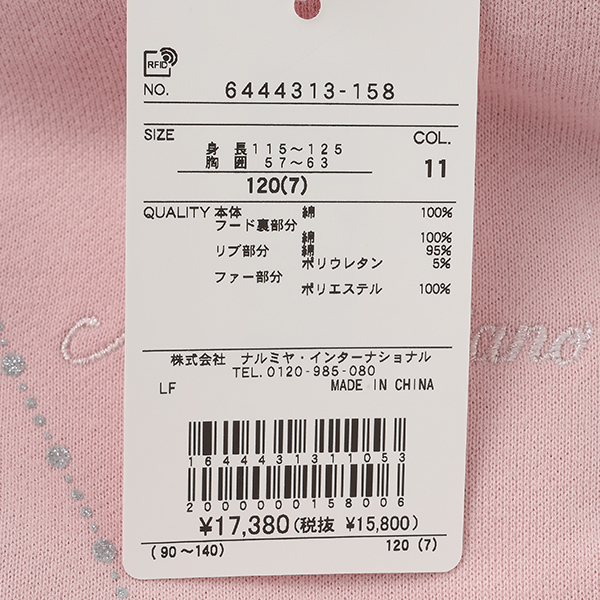 RFID
NO. 6444313-158
SIZE COL.
身長 115〜125
胸囲 57〜63 11
120(7)
QUALITY 本体 綿 100%
フード裏部分
綿 100%
リブ部分 綿 95%
ポリウレタン 5%
ファー部分
ポリエステル 100%
株式会社 ナルミヤ・インターナショナル
TEL.0120-985-080
LF MADE IN CHINA
1644431311053
2000000158006
¥17,380(税抜 ¥15,800)
(90〜140) 120 (7)